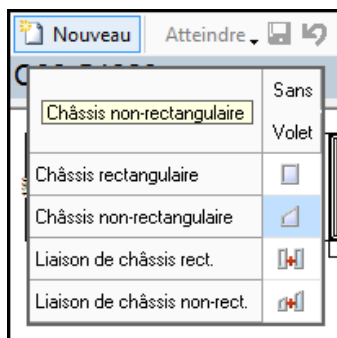 Nouveau
Atteindre
Châssis non-rectangulaire
Sans
Volet
Châssis rectangulaire
Châssis non-rectangulaire
Liaison de châssis rect.
Liaison de châssis non-rect.